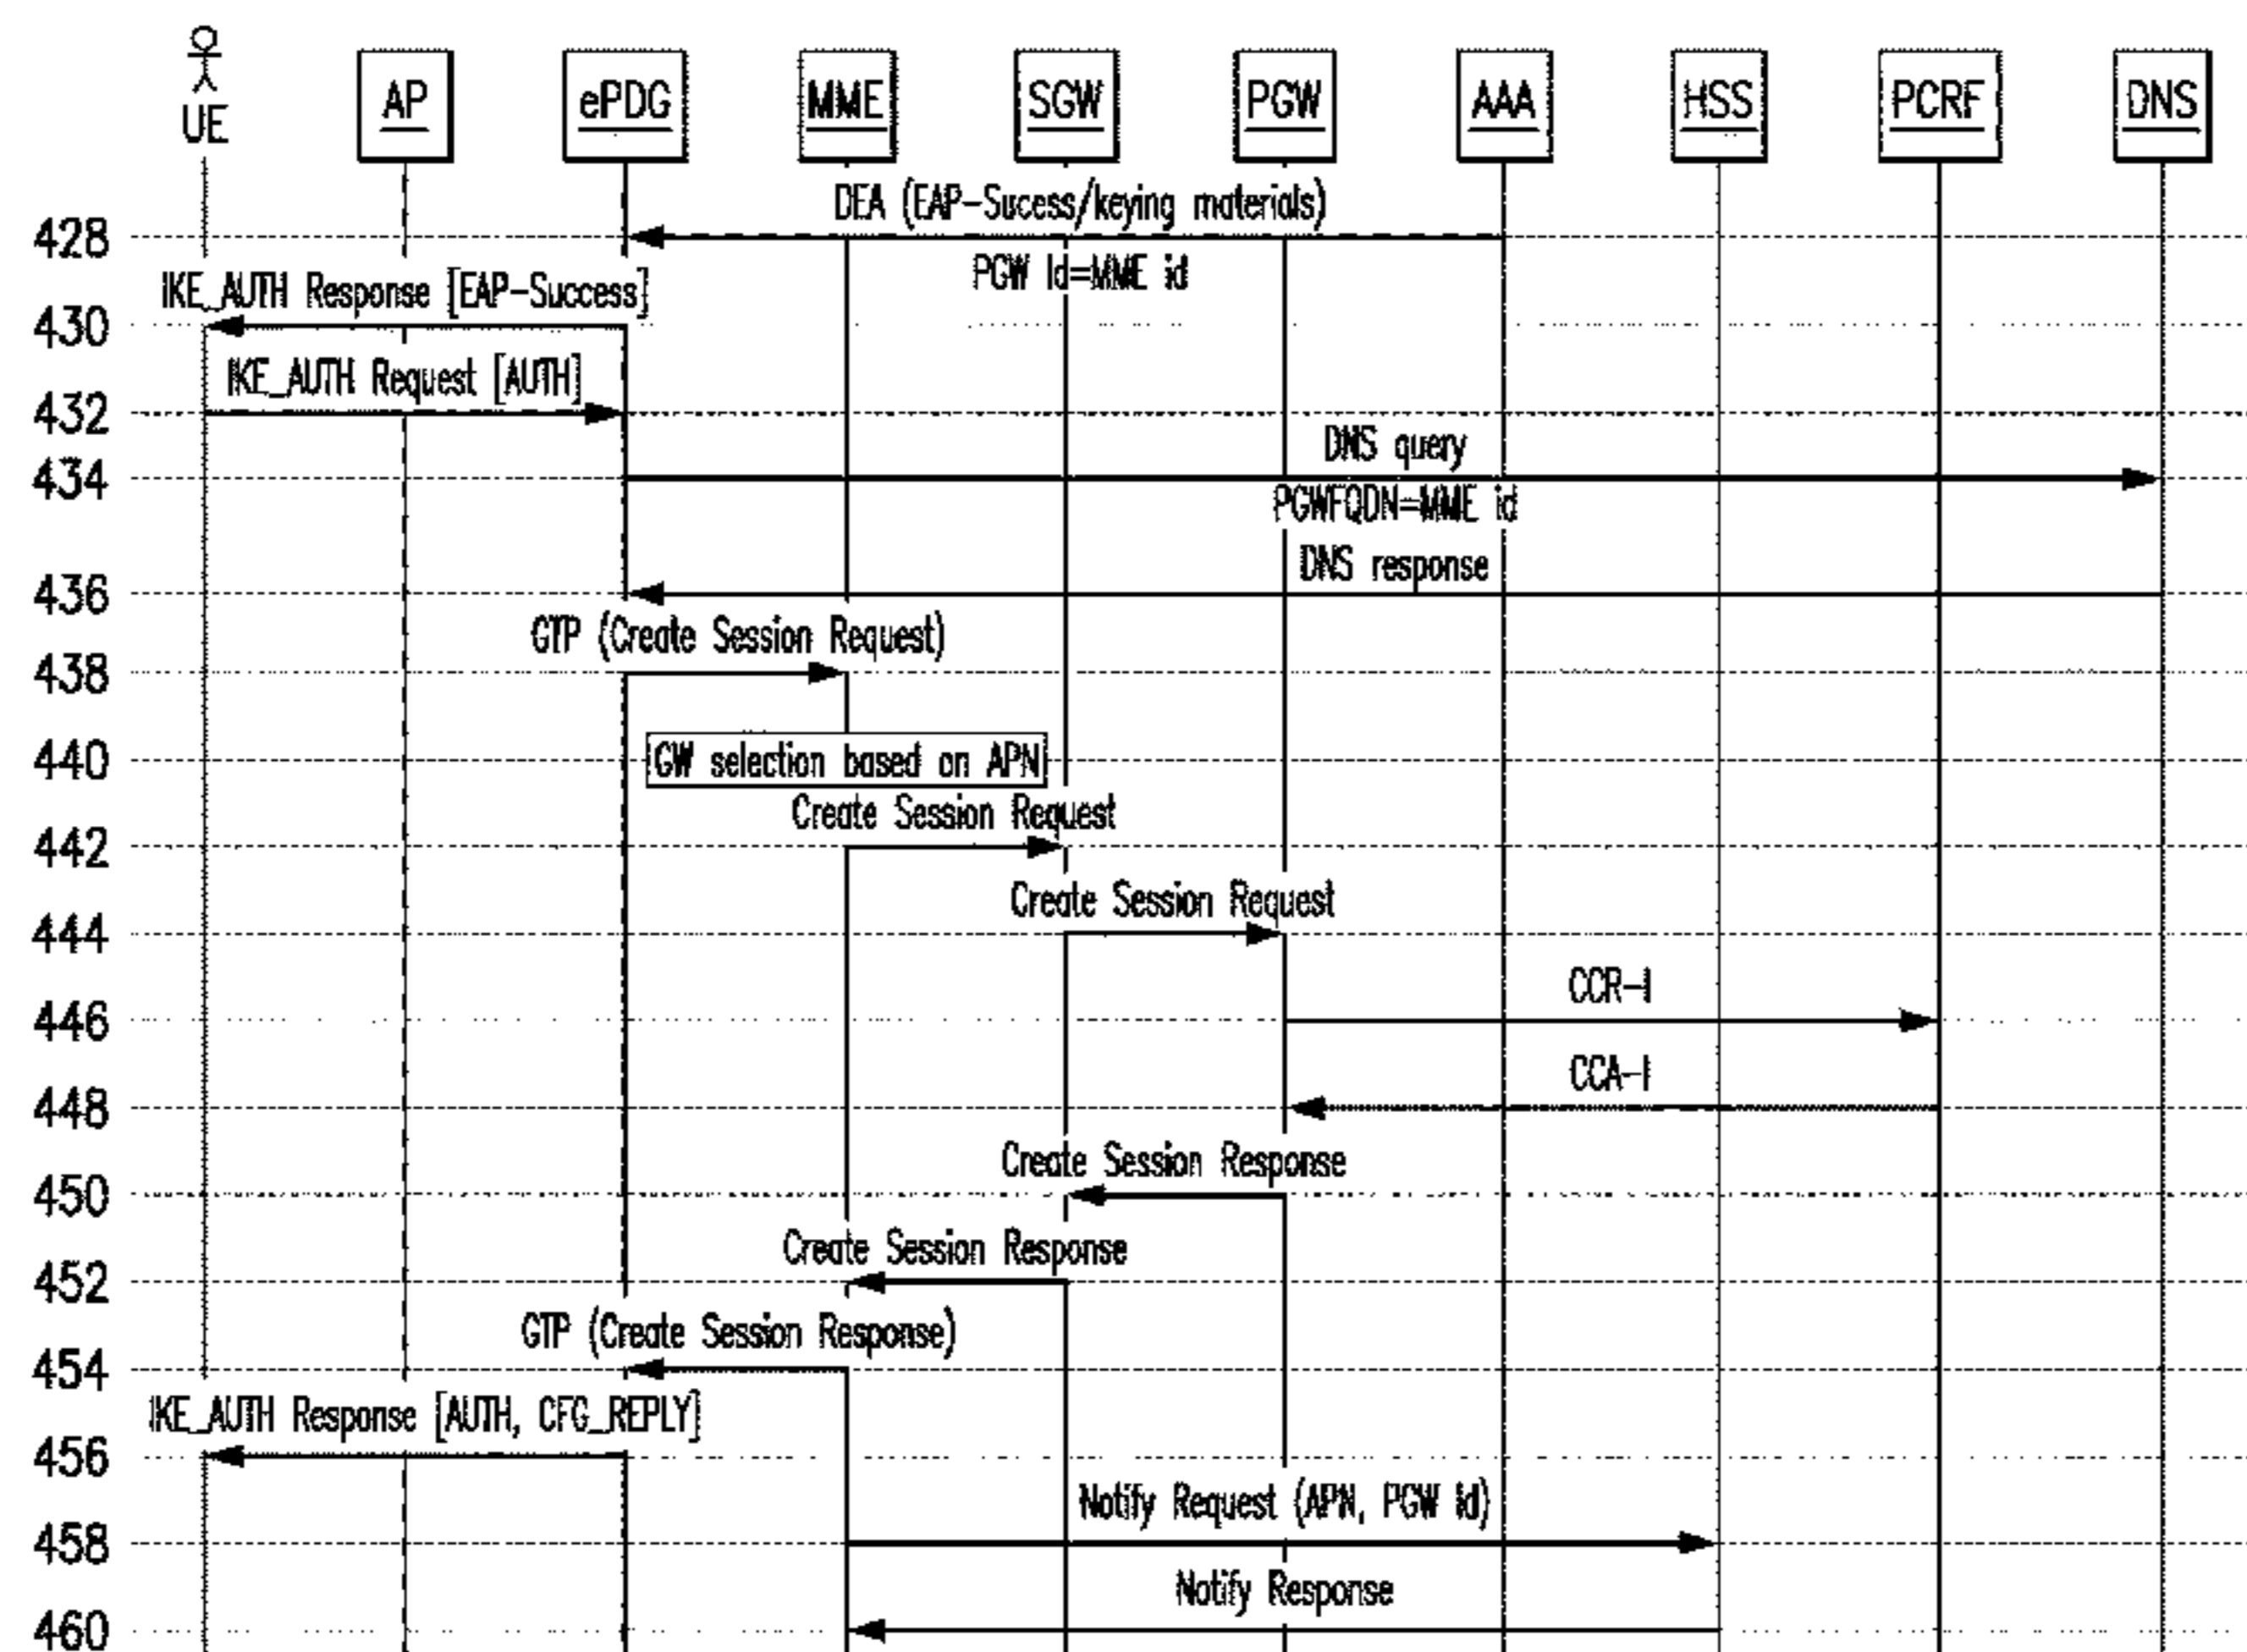 UE
AP
ePDG
MME
SGW
PGW
AAA
HSS
PCRF
DNS
DEA (EAP-Sucess/keying materials)
428
PGW Id=MME id
IKE_AUTH Response [EAP-Success]
430
IKE_AUTH Request [AUTH]
432
DNS query
434
PGWFQDN=MME id
DNS response
436
GTP (Create Session Request)
438
440
GW selection based on APN
Create Session Request
442
Create Session Request
444
CCR-I
446
CCA-I
448
Create Session Response
450
Create Session Response
452
GTP (Create Session Response)
454
IKE_AUTH Response [AUTH, CFG_REPLY]
456
Notify Request (APN, PGW Id)
458
Notify Response
460